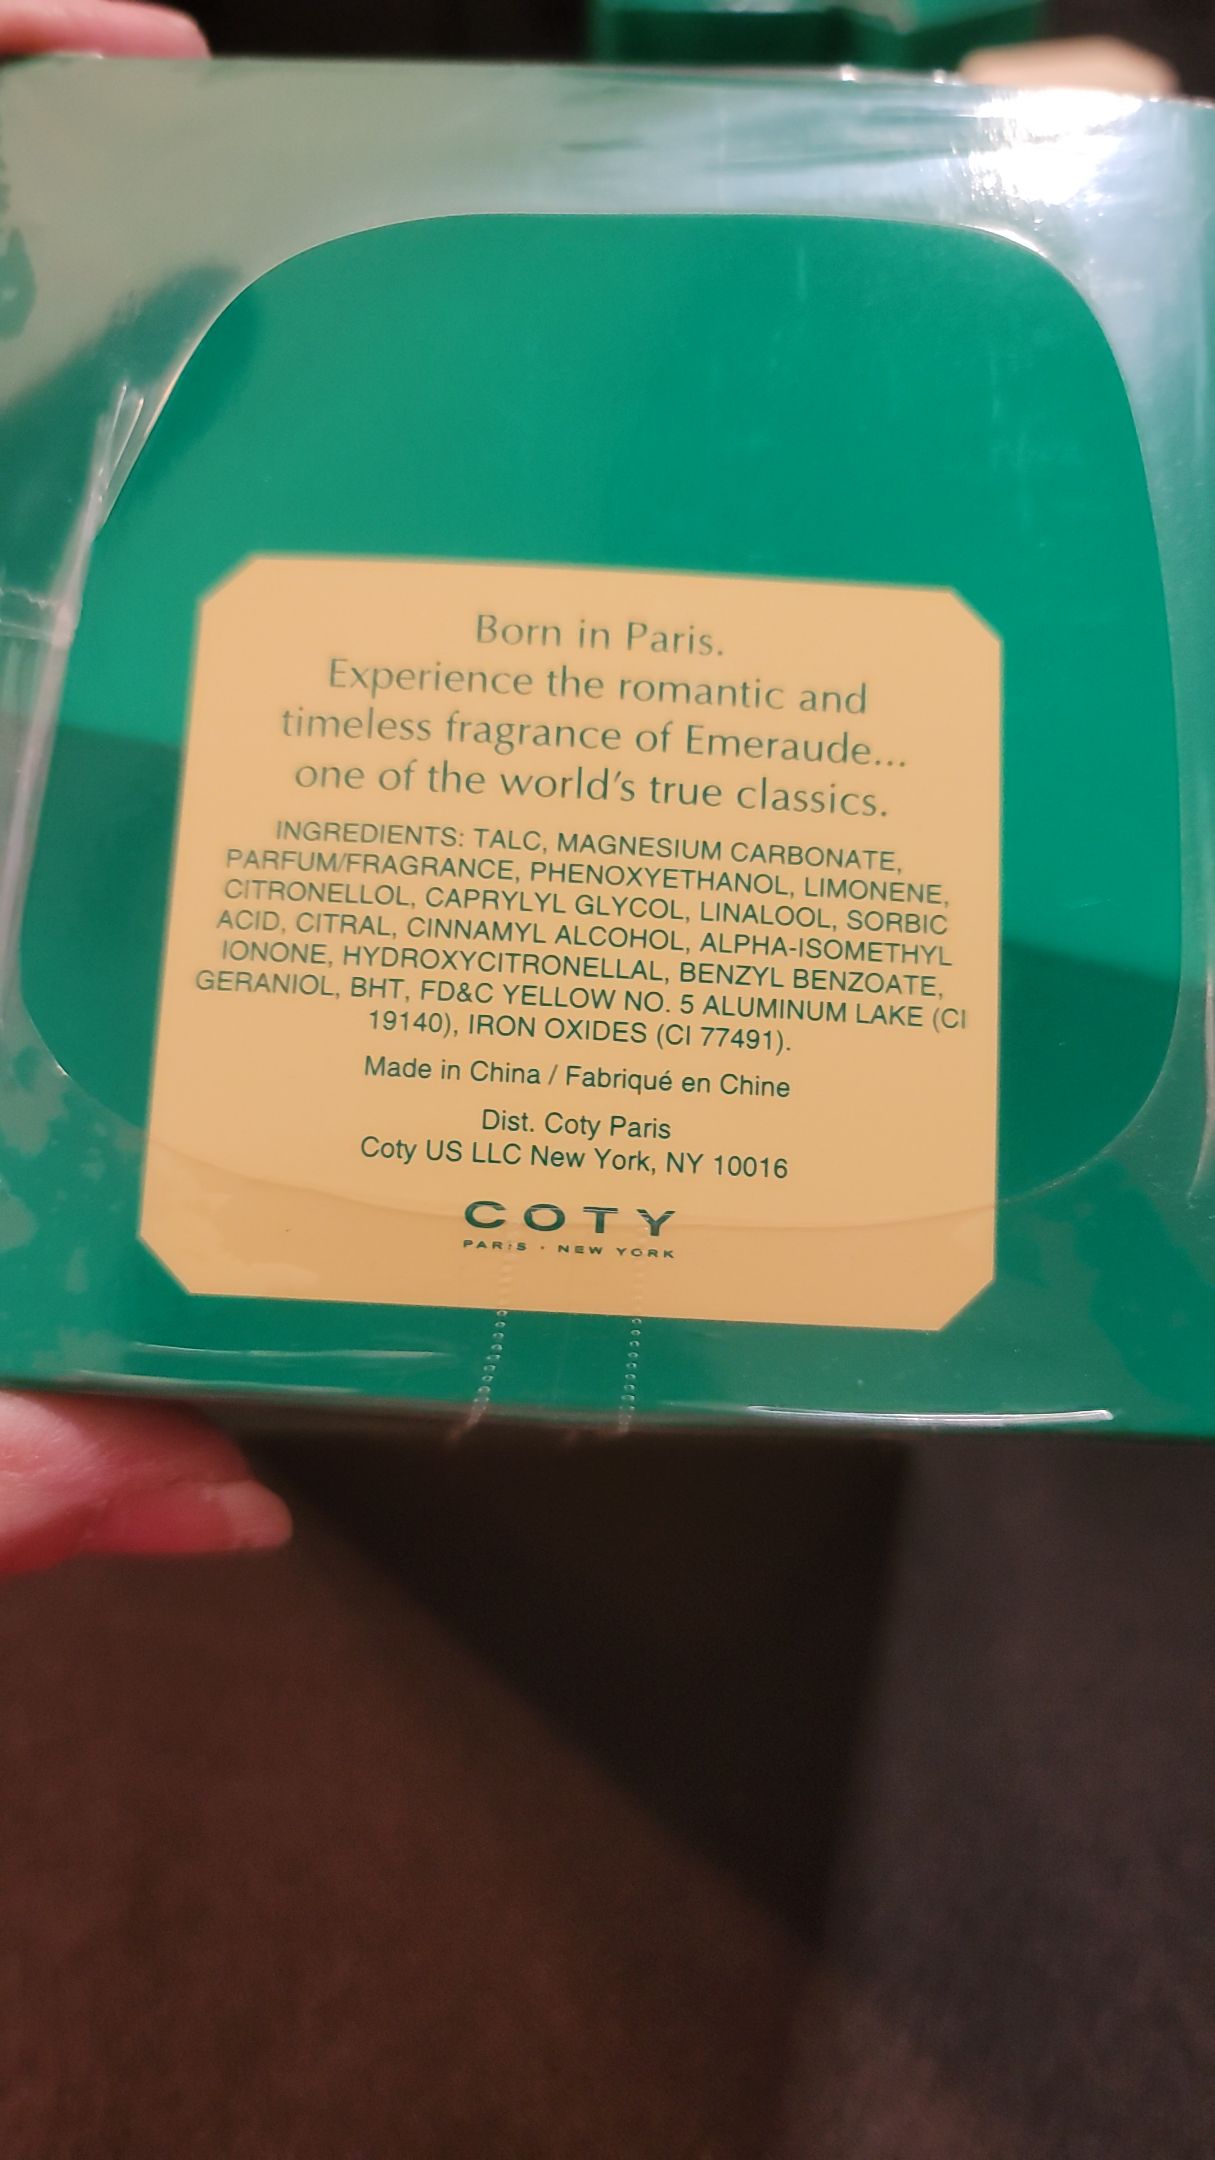 Born in Paris.
Experience the romantic and
timeless fragrance of Emeraude...
one of the world's true classics.
INGREDIENTS: TALC, MAGNESIUM CARBONATE,
PARFUM/FRAGRANCE, PHENOXYETHANOL, LIMONENE,
CITRONELLOL, CAPRYLYL GLYCOL, LINALOOL, SORBIC
ACID, CITRAL, CINNAMYL ALCOHOL, ALPHA-ISOMETHYL
IONONE, HYDROXYCITRONELLAL, BENZYL BENZOATE,
GERANIOL, BHT, FD&C YELLOW NO. 5 ALUMINUM LAKE (CI
19140), IRON OXIDES (CI 77491).
Made in China / Fabriqué en Chine
Dist. Coty Paris
Coty US LLC New York, NY 10016
COTY
PARIS · NEW YORK